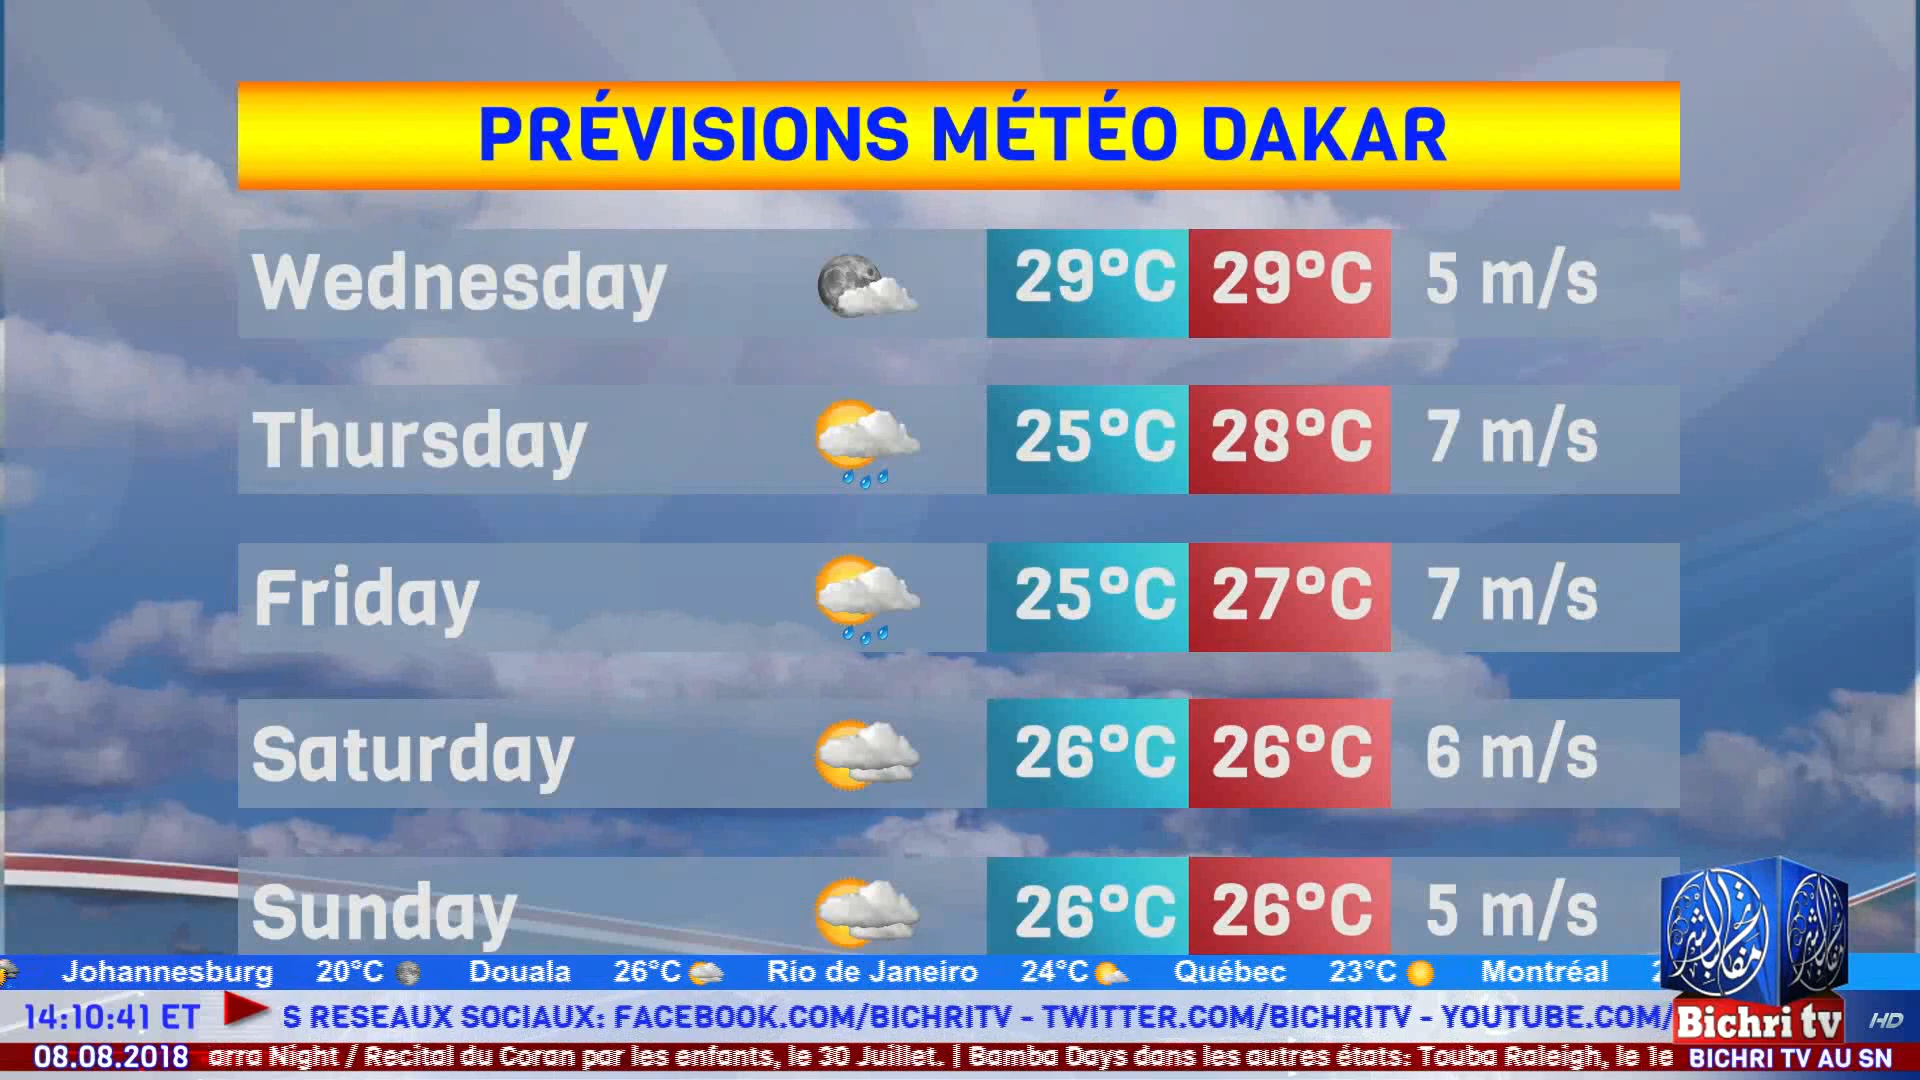 PRÉVISIONS MÉTÉO DAKAR
Wednesday 29°C 29°C 5 m/s
Thursday 25°C 28°C 7 m/s
Friday 25°C 27°C 7 m/s
Saturday 26°C 26°C 6 m/s
Sunday 26°C 26°C 5 m/s
Johannesburg 20°C Douala 26°C Rio de Janeiro 24°C Québec 23°C Montréal
14:10:41 ET S RESEAUX SOCIAUX: FACEBOOK.COM/BICHRITV - TWITTER.COM/BICHRITV - YOUTUBE.COM/
Bichri tv HD
08.08.2018 arra Night / Recital du Coran par les enfants, le 30 Juillet. | Bamba Days dans les autres états: Touba Raleigh, le 1e
BICHRI TV AU SN